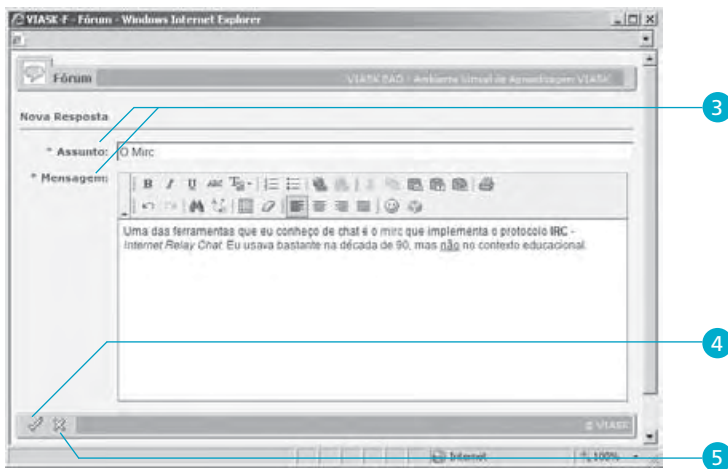 VIASK-F - Fórum - Windows Internet Explorer
Fórum
VIASK EAD - Ambiente Virtual de Aprendizagem VIASK
3
Nova Resposta
* Assunto: O Mirc
* Mensagem:
B I U ABC
Uma das ferramentas que eu conheço de chat é o mirc que implementa o protocolo IRC -
Internet Relay Chat. Eu usava bastante na década de 90, mas não no contexto educacional.
4
© VIASK
Internet 100%
5